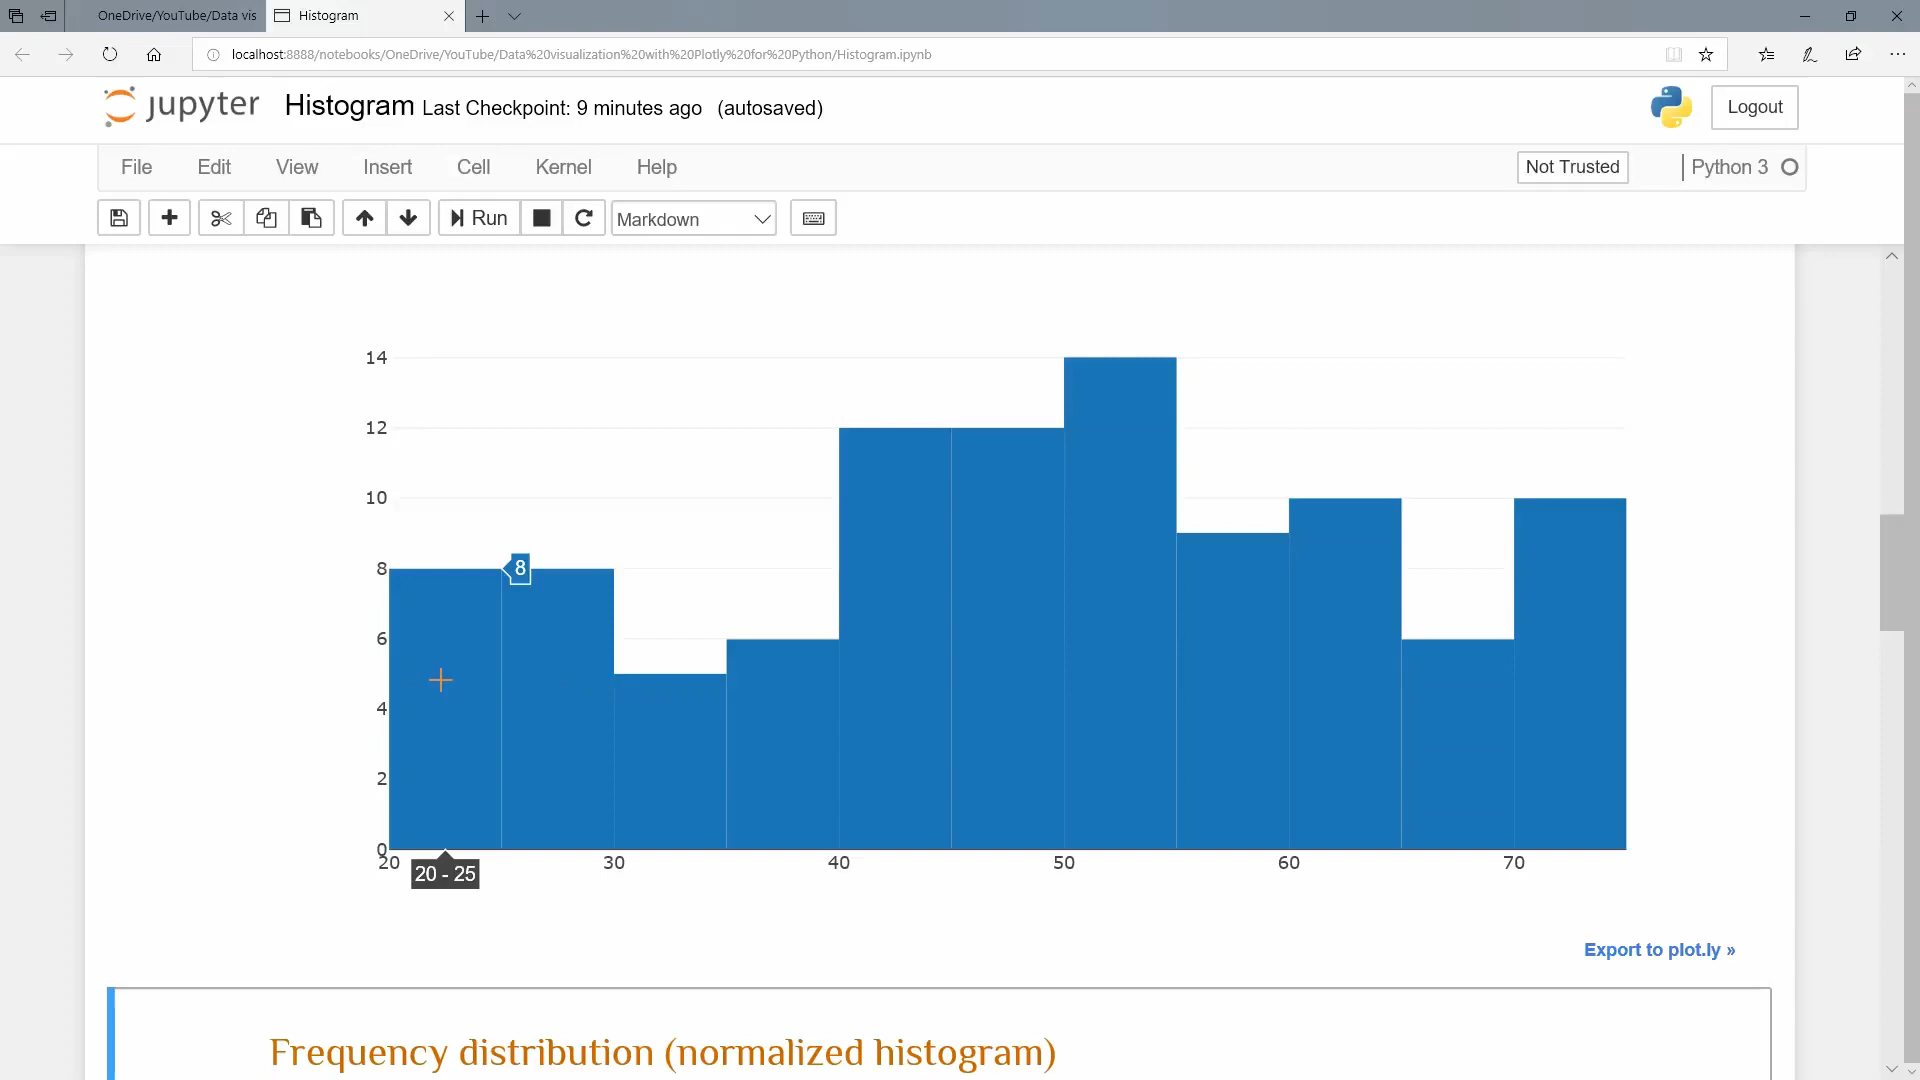 OneDrive/YouTube/Data vis
Histogram
localhost:8888/notebooks/OneDrive/YouTube/Data%20visualization%20with%20Plotly%20for%20Python/Histogram.ipynb
jupyter Histogram Last Checkpoint: 9 minutes ago (autosaved)
Logout
File Edit View Insert Cell Kernel Help
Not Trusted
Python 3
Run
Markdown
14
12
10
8
8
6
4
2
0
20 30 40 50 60 70
20 - 25
Export to plot.ly »
Frequency distribution (normalized histogram)